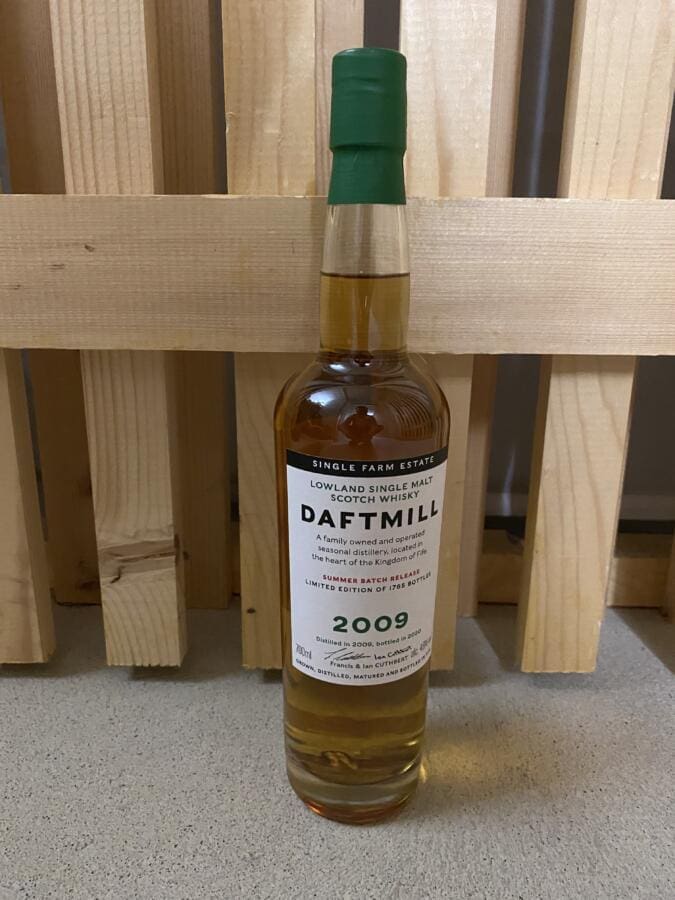 SINGLE FARM ESTATE
LOWLAND SINGLE MALT
SCOTCH WHISKY
DAFTMILL
A family owned and operated
seasonal distillery, located in
the heart of the Kingdom of Fife
SUMMER BATCH RELEASE
LIMITED EDITION OF 1765 BOTTLES
2009
Distilled in 2009, bottled in 2020
700ml
Francis & Ian CUTHBERT
GROWN, DISTILLED, MATURED AND BOTTLED IN